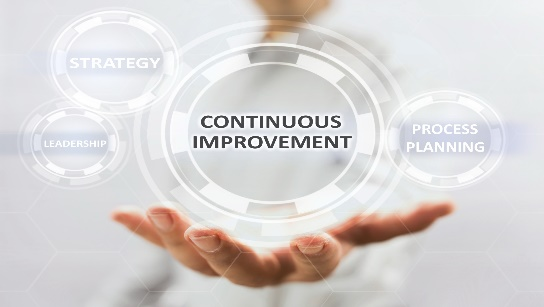 STRATEGY
LEADERSHIP
CONTINUOUS
IMPROVEMENT
PROCESS
PLANNING